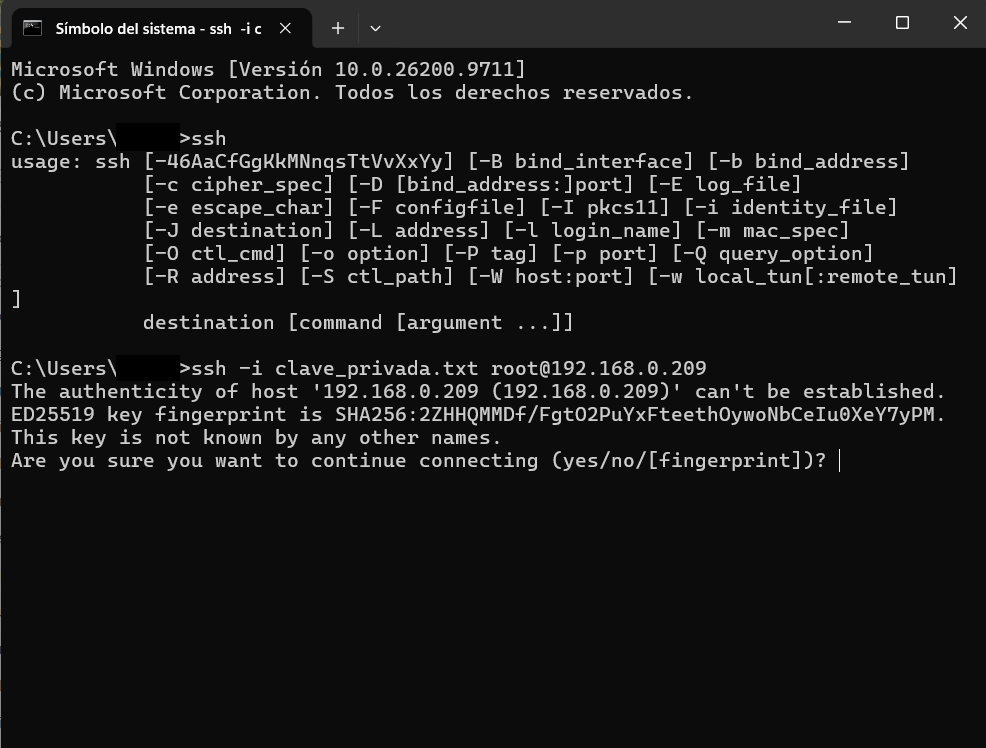 Símbolo del sistema - ssh -i c
Microsoft Windows [Versión 10.0.26200.9711]
(c) Microsoft Corporation. Todos los derechos reservados.
C:\Users\ >ssh
usage: ssh [-46AaCfGgKkMNnqsTtVvXxYy] [-B bind_interface] [-b bind_address]
           [-c cipher_spec] [-D [bind_address:]port] [-E log_file]
           [-e escape_char] [-F configfile] [-I pkcs11] [-i identity_file]
           [-J destination] [-L address] [-l login_name] [-m mac_spec]
           [-O ctl_cmd] [-o option] [-P tag] [-p port] [-Q query_option]
           [-R address] [-S ctl_path] [-W host:port] [-w local_tun[:remote_tun]
]
           destination [command [argument ...]]
C:\Users\ >ssh -i clave_privada.txt root@192.168.0.209
The authenticity of host '192.168.0.209 (192.168.0.209)' can't be established.
ED25519 key fingerprint is SHA256:2ZHHQMMDf/FgtO2PuYxFteethOywoNbCeIu0XeY7yPM.
This key is not known by any other names.
Are you sure you want to continue connecting (yes/no/[fingerprint])?